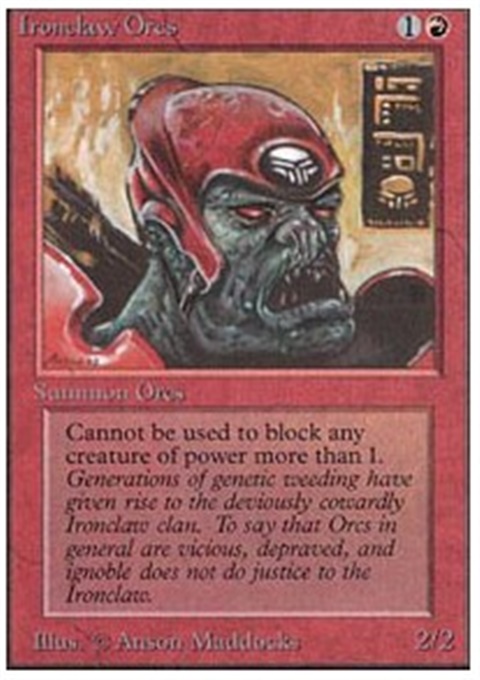 Ironclaw Orcs 1
Summon Orcs
Cannot be used to block any
creature of power more than 1.
Generations of genetic weeding have
given rise to the deviously cowardly
Ironclaw clan. To say that Orcs in
general are vicious, depraved, and
ignoble does not do justice to the
Ironclaw.
Illus. © Anson Maddocks 2/2